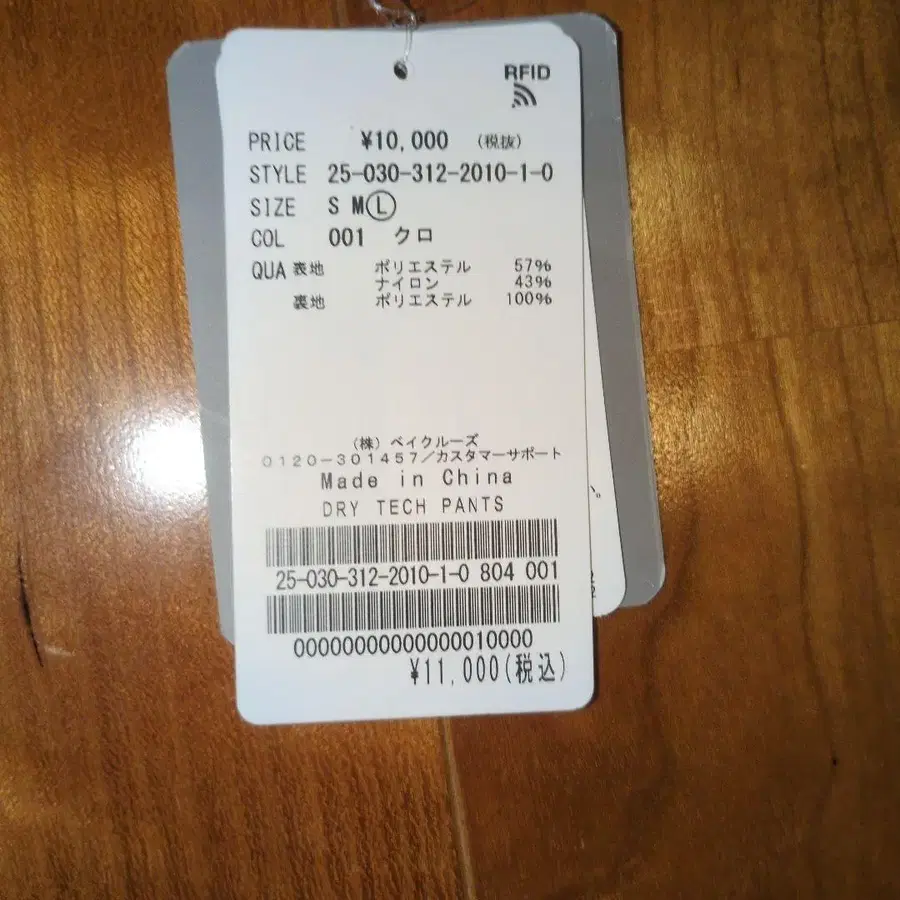 RFID
PRICE ¥10,000 (税抜)
STYLE 25-030-312-2010-1-0
SIZE S M L
COL 001 クロ
QUA 表地 ポリエステル 57%
ナイロン 43%
裏地 ポリエステル 100%
(株) ベイクルーズ
0120-301457/カスタマーサポート
Made in China
DRY TECH PANTS
25-030-312-2010-1-0 804 001
00000000000000010000
¥11,000(税込)